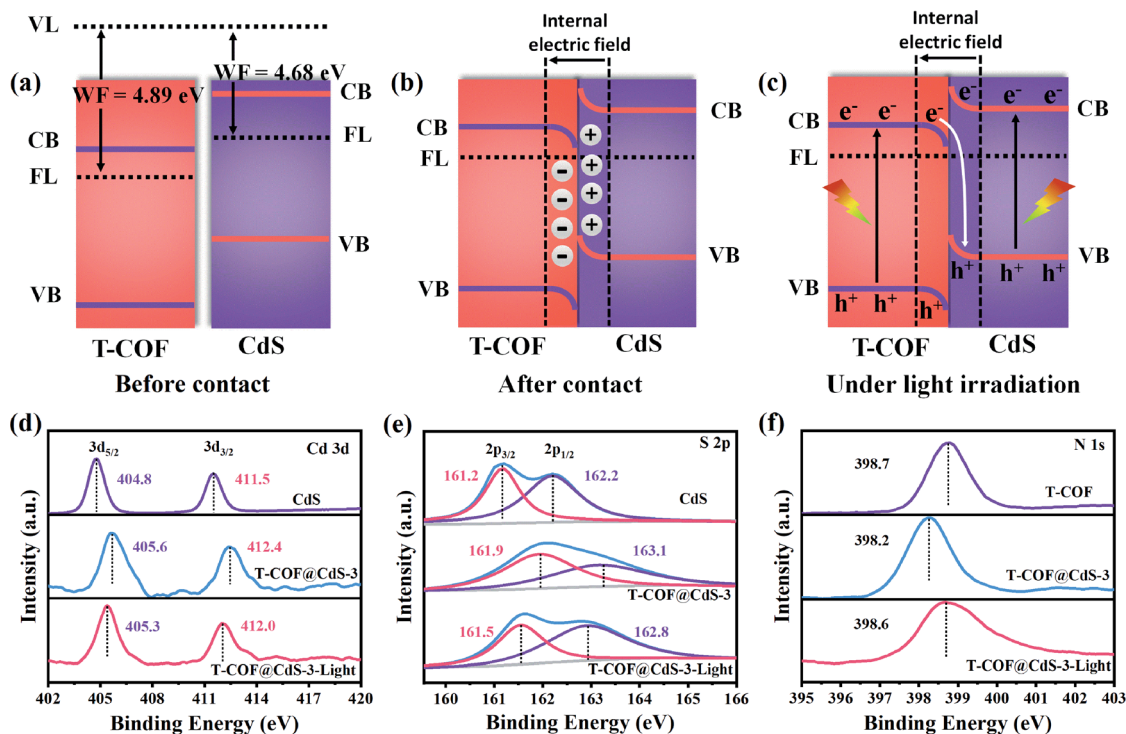 VL
(a)
WF = 4.89 eV
WF = 4.68 eV
CB
CB
FL
FL
VB
VB
T-COF
CdS
Before contact
Internal
electric field
(b)
CB
CB
FL
+
+
+
+
-
-
-
-
VB
VB
T-COF
CdS
After contact
Internal
electric field
(c)
e⁻ e⁻ e⁻
e⁻ e⁻ e⁻
CB
CB
FL
VB
VB
h⁺ h⁺ h⁺
h⁺ h⁺ h⁺
T-COF
CdS
Under light irradiation
(d)
Cd 3d
3d5/2
3d3/2
404.8
411.5
CdS
405.6
412.4
T-COF@CdS-3
405.3
412.0
T-COF@CdS-3-Light
Intensity (a.u.)
402 405 408 411 414 417 420
Binding Energy (eV)
(e)
S 2p
2p3/2
2p1/2
161.2
162.2
CdS
161.9
163.1
T-COF@CdS-3
161.5
162.8
T-COF@CdS-3-Light
Intensity (a.u.)
160 161 162 163 164 165 166
Binding Energy (eV)
(f)
N 1s
398.7
T-COF
398.2
T-COF@CdS-3
398.6
T-COF@CdS-3-Light
Intensity (a.u.)
395 396 397 398 399 400 401 402 403
Binding Energy (eV)